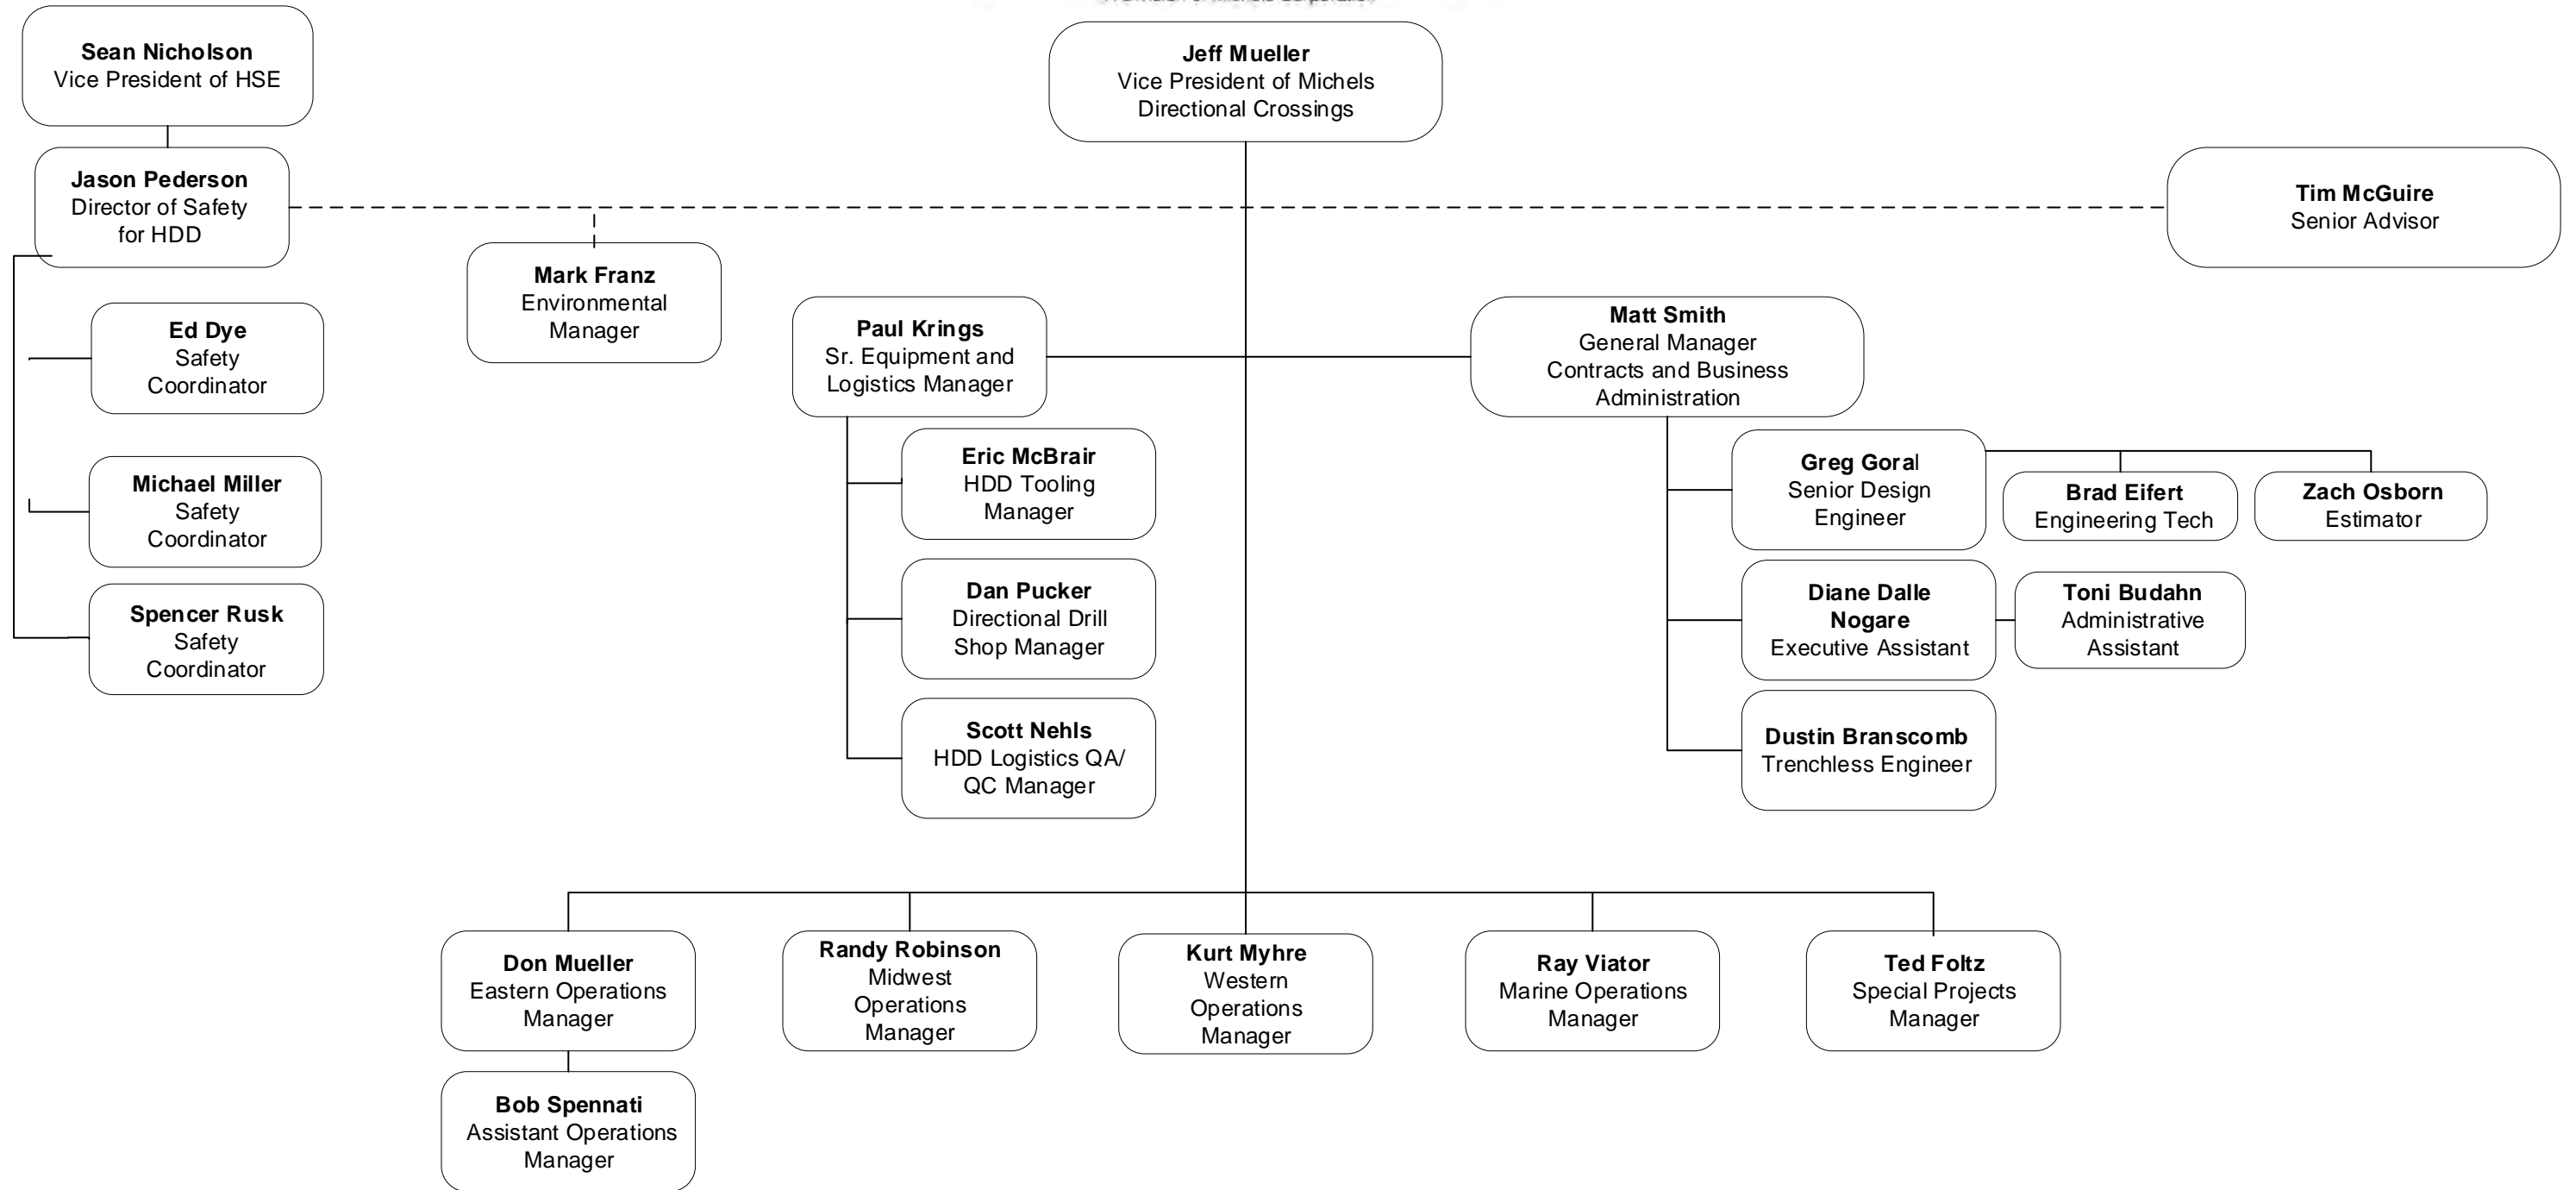 Sean Nicholson
Vice President of HSE
Jeff Mueller
Vice President of Michels
Directional Crossings
Jason Pederson
Director of Safety
for HDD
Tim McGuire
Senior Advisor
Mark Franz
Environmental
Manager
Ed Dye
Safety
Coordinator
Paul Krings
Sr. Equipment and
Logistics Manager
Matt Smith
General Manager
Contracts and Business
Administration
Michael Miller
Safety
Coordinator
Eric McBrair
HDD Tooling
Manager
Greg Goral
Senior Design
Engineer
Brad Eifert
Engineering Tech
Zach Osborn
Estimator
Spencer Rusk
Safety
Coordinator
Dan Pucker
Directional Drill
Shop Manager
Diane Dalle
Nogare
Executive Assistant
Toni Budahn
Administrative
Assistant
Scott Nehls
HDD Logistics QA/
QC Manager
Dustin Branscomb
Trenchless Engineer
Don Mueller
Eastern Operations
Manager
Randy Robinson
Midwest
Operations
Manager
Kurt Myhre
Western
Operations
Manager
Ray Viator
Marine Operations
Manager
Ted Foltz
Special Projects
Manager
Bob Spennati
Assistant Operations
Manager